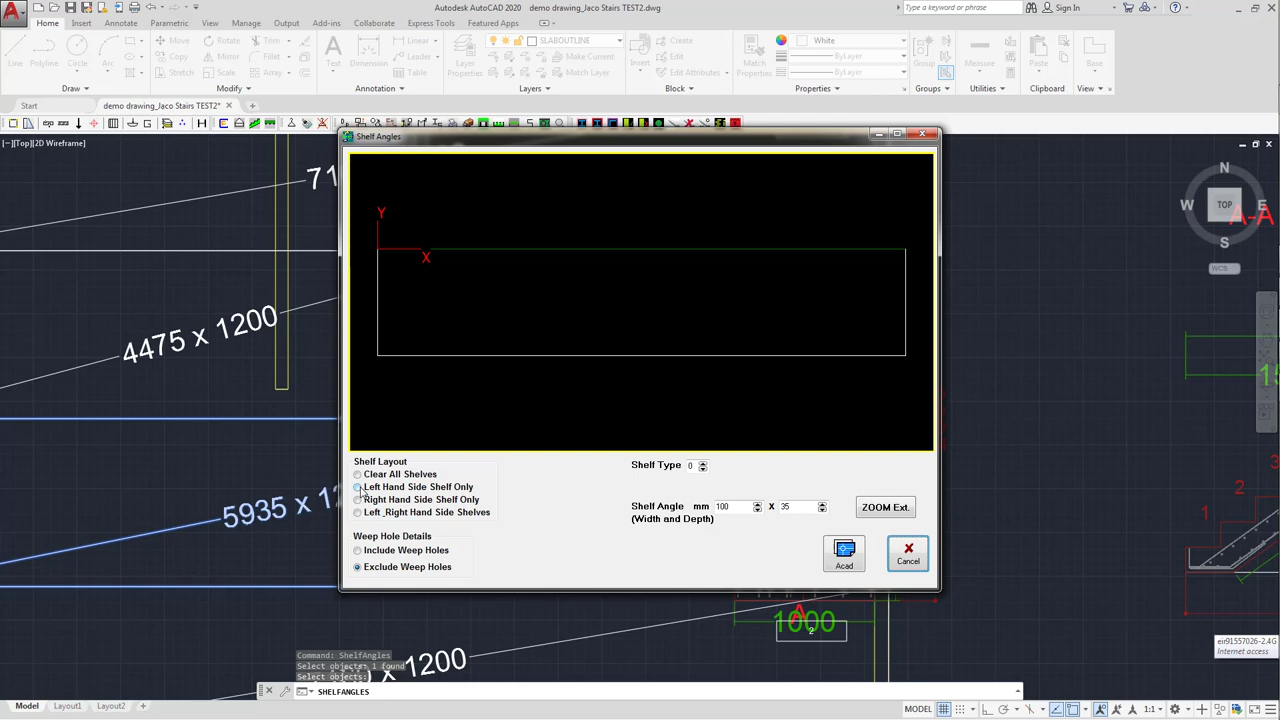 Autodesk AutoCAD 2020 demo drawing_Jaco Stairs TEST2.dwg
Type a keyword or phrase
Sign In
Home Insert Annotate Parametric View Manage Output Add-ins Collaborate Express Tools Featured Apps
Line Polyline Circle Arc
Move Rotate Trim
Copy Mirror Fillet
Stretch Scale Array
Text Dimension
Linear
Leader
Table
Layer Properties
SLABOUTLINE
Make Current
Match Layer
Insert
Create
Edit
Edit Attributes
Match Properties
White
ByLayer
ByLayer
Group
Measure
Paste
Base
Draw Modify Annotation Layers Block Properties Groups Utilities Clipboard View
Start demo drawing_Jaco Stairs TEST2*
[−][Top][2D Wireframe]
Shelf Angles
71
4475 x 1200
5935 x 12
x 1200
Y
X
N
W TOP E
S
WCS
A-A
15
3
2
1
Shelf Layout
Clear All Shelves
Left Hand Side Shelf Only
Right Hand Side Shelf Only
Left_Right Hand Side Shelves
Weep Hole Details
Include Weep Holes
Exclude Weep Holes
Shelf Type 0
Shelf Angle mm 100 X 35
(Width and Depth)
ZOOM Ext.
Acad
Cancel
A
1000
2
eir91557026-2.4G
Internet access
Command: ShelfAngles
Select objects: 1 found
Select objects:
SHELFANGLES
Model Layout1 Layout2 +
MODEL 1:1